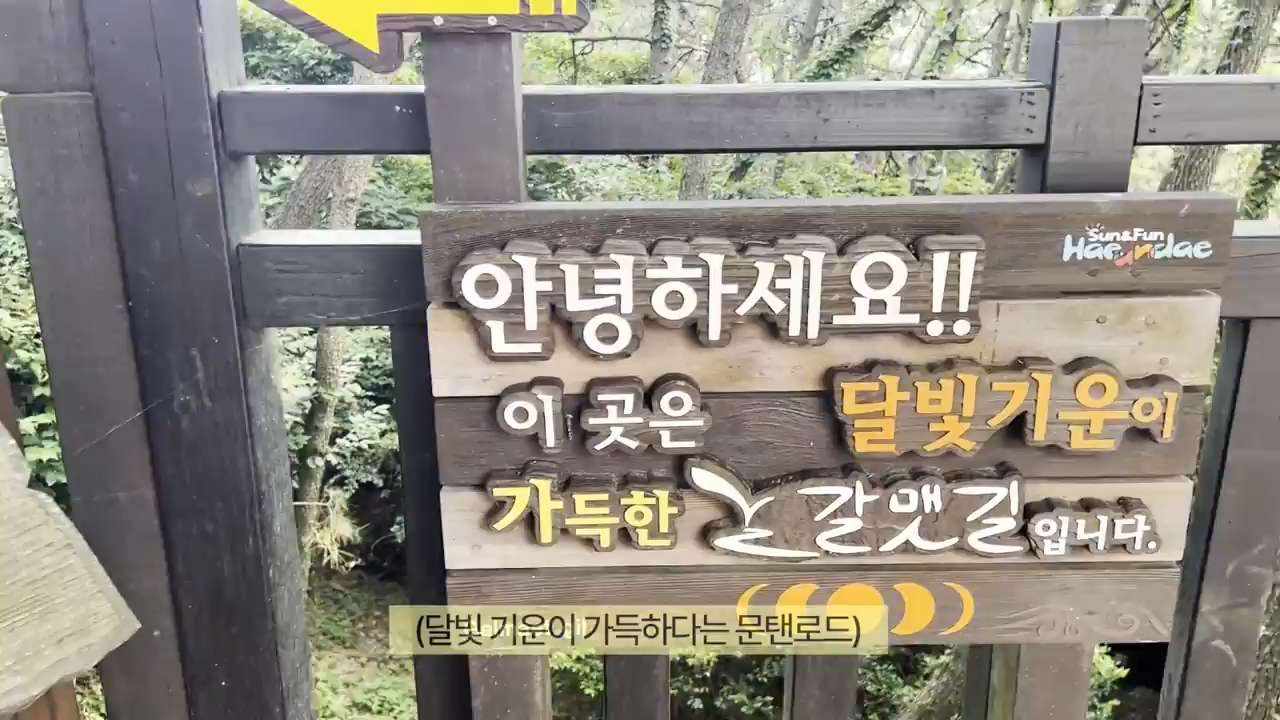 Sun&Fun
Haeundae
안녕하세요!!
이 곳은 달빛기운이
가득한 갈맷길입니다.
(달빛 기운이 가득하다는 문탠로드)